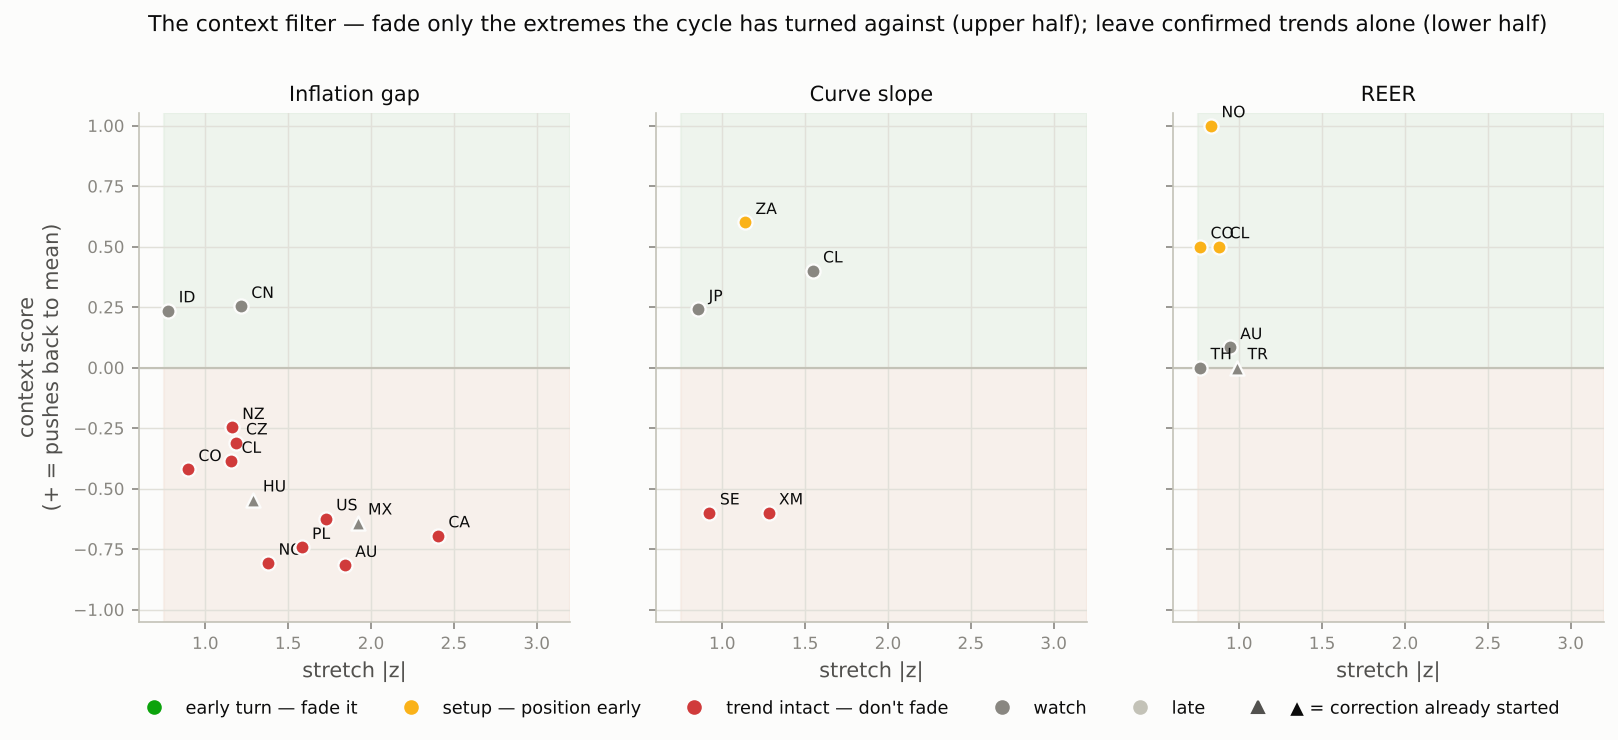 The context filter — fade only the extremes the cycle has turned against (upper half); leave confirmed trends alone (lower half)
Inflation gap
Curve slope
REER
context score
(+ = pushes back to mean)
1.00
0.75
0.50
0.25
0.00
−0.25
−0.50
−0.75
−1.00
ID
CN
NZ
CZ
CL
CO
HU
US
MX
PL
CA
AU
ZA
CL
JP
SE
XM
NO
CO
CL
AU
TH
TR
1.0 1.5 2.0 2.5 3.0
1.0 1.5 2.0 2.5 3.0
1.0 1.5 2.0 2.5 3.0
stretch |z|
stretch |z|
stretch |z|
early turn — fade it
setup — position early
trend intact — don't fade
watch
late
▲ = correction already started